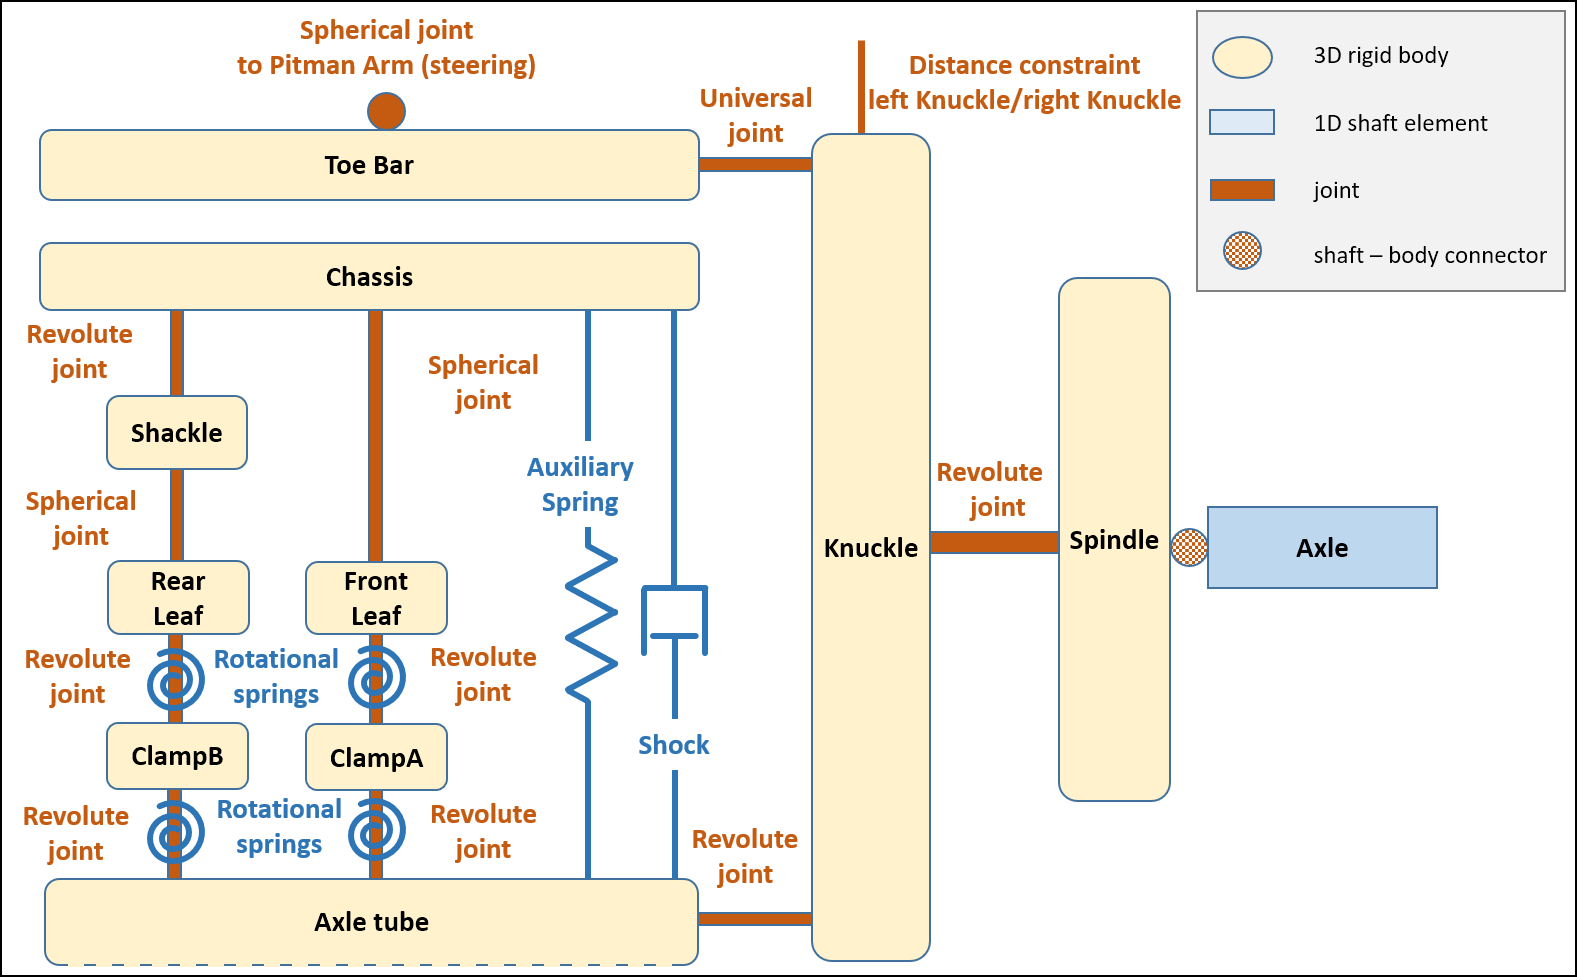 Spherical joint
to Pitman Arm (steering)
Universal
joint
Distance constraint
left Knuckle/right Knuckle
3D rigid body
1D shaft element
joint
shaft – body connector
Toe Bar
Chassis
Revolute
joint
Spherical
joint
Shackle
Spherical
joint
Auxiliary
Spring
Rear
Leaf
Front
Leaf
Revolute
joint
Rotational
springs
Revolute
joint
ClampB
ClampA
Shock
Revolute
joint
Rotational
springs
Revolute
joint
Revolute
joint
Axle tube
Knuckle
Revolute
joint
Spindle
Axle